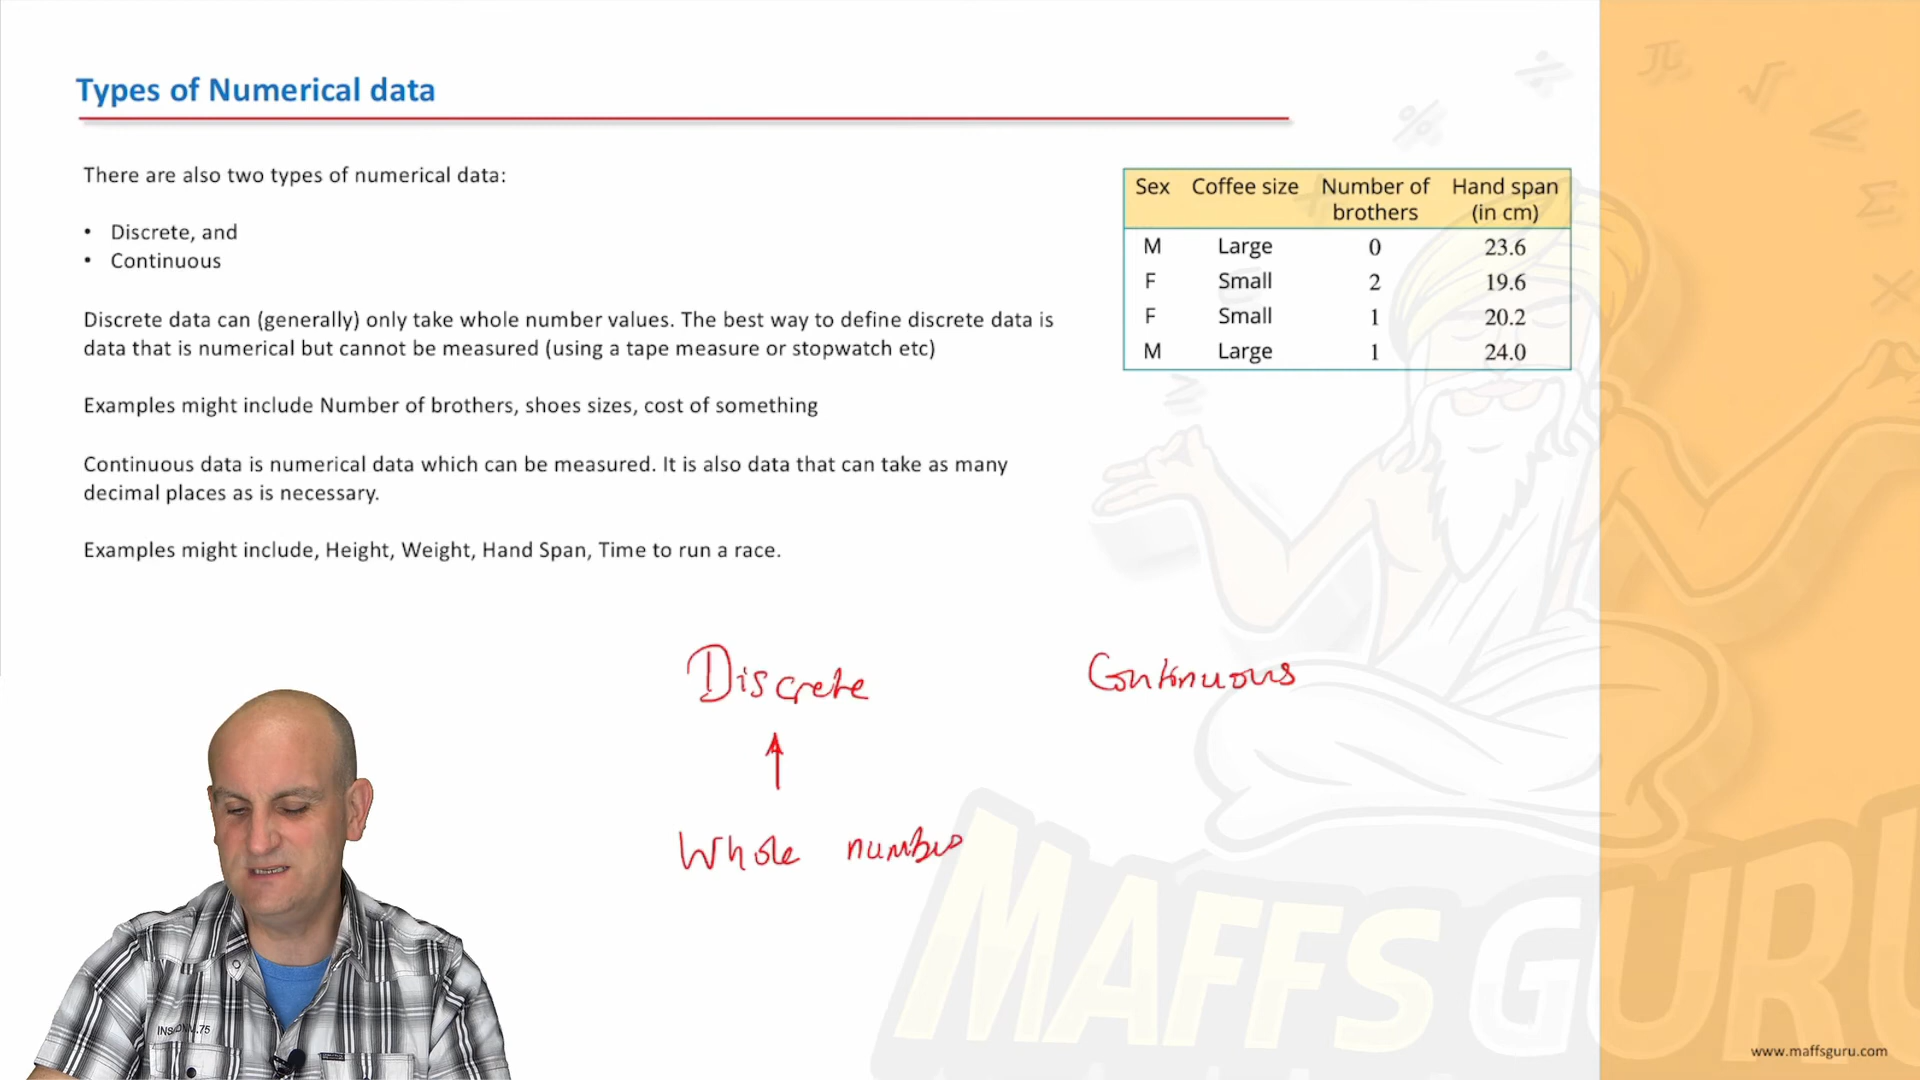 Types of Numerical data
There are also two types of numerical data:
• Discrete, and
• Continuous
Discrete data can (generally) only take whole number values. The best way to define discrete data is
data that is numerical but cannot be measured (using a tape measure or stopwatch etc)
Examples might include Number of brothers, shoes sizes, cost of something
Continuous data is numerical data which can be measured. It is also data that can take as many
decimal places as is necessary.
Examples might include, Height, Weight, Hand Span, Time to run a race.
Sex Coffee size Number of brothers Hand span (in cm)
M Large 0 23.6
F Small 2 19.6
F Small 1 20.2
M Large 1 24.0
Discrete Continuous
Whole number
MAFFS GURU
www.maffsguru.com